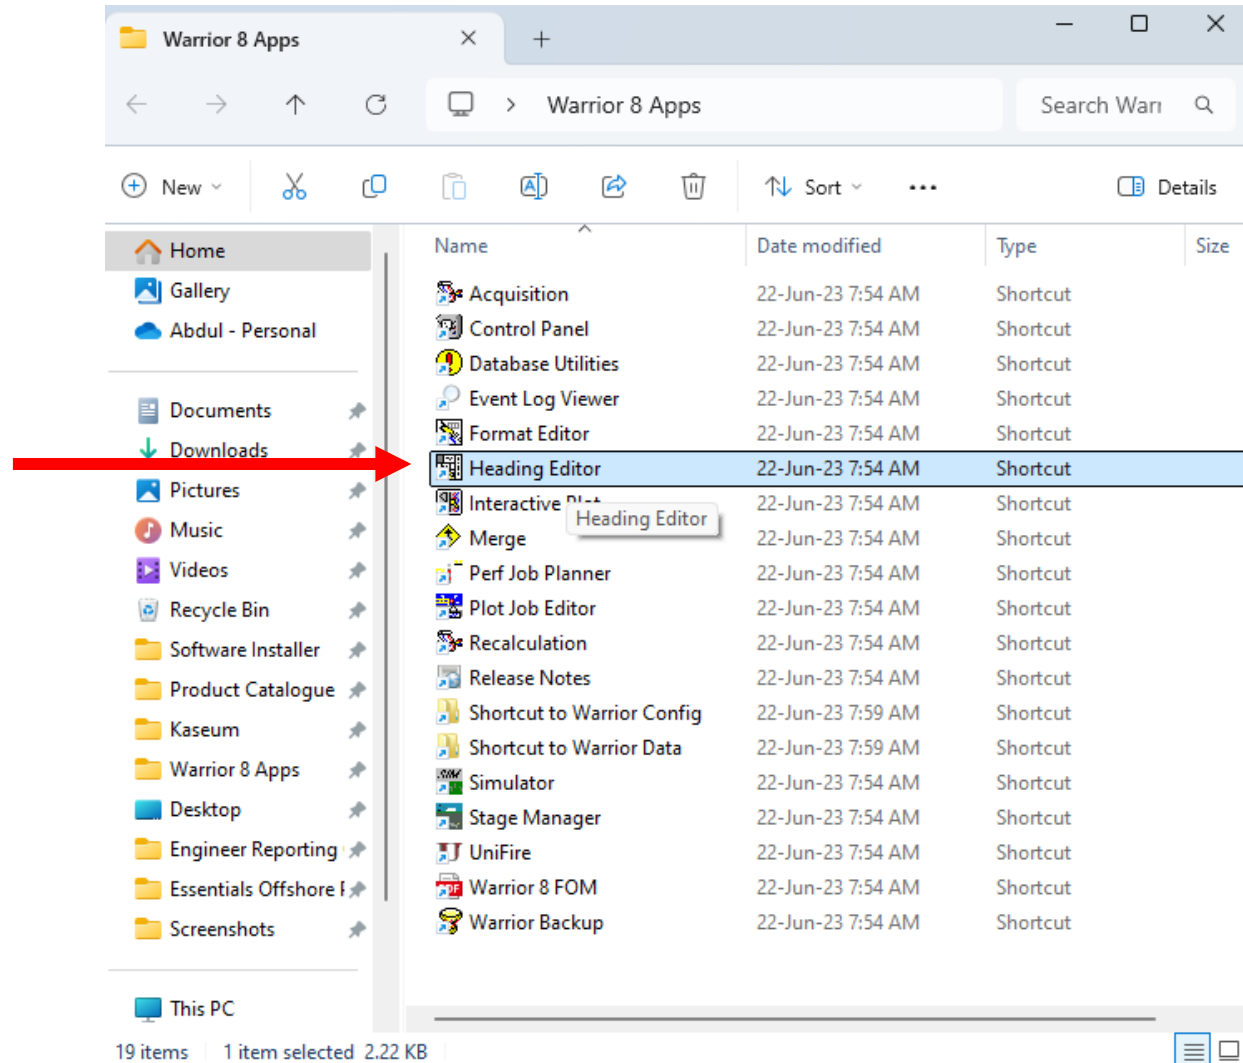 Warrior 8 Apps
Warrior 8 Apps
Search Warr
New
Sort
Details
Home
Gallery
Abdul - Personal
Documents
Downloads
Pictures
Music
Videos
Recycle Bin
Software Installer
Product Catalogue
Kaseum
Warrior 8 Apps
Desktop
Engineer Reporting
Essentials Offshore
Screenshots
This PC
Name Date modified Type Size
Acquisition 22-Jun-23 7:54 AM Shortcut
Control Panel 22-Jun-23 7:54 AM Shortcut
Database Utilities 22-Jun-23 7:54 AM Shortcut
Event Log Viewer 22-Jun-23 7:54 AM Shortcut
Format Editor 22-Jun-23 7:54 AM Shortcut
Heading Editor 22-Jun-23 7:54 AM Shortcut
Interactive 22-Jun-23 7:54 AM Shortcut
Heading Editor
Merge 22-Jun-23 7:54 AM Shortcut
Perf Job Planner 22-Jun-23 7:54 AM Shortcut
Plot Job Editor 22-Jun-23 7:54 AM Shortcut
Recalculation 22-Jun-23 7:54 AM Shortcut
Release Notes 22-Jun-23 7:54 AM Shortcut
Shortcut to Warrior Config 22-Jun-23 7:59 AM Shortcut
Shortcut to Warrior Data 22-Jun-23 7:59 AM Shortcut
Simulator 22-Jun-23 7:54 AM Shortcut
Stage Manager 22-Jun-23 7:54 AM Shortcut
UniFire 22-Jun-23 7:54 AM Shortcut
Warrior 8 FOM 22-Jun-23 7:54 AM Shortcut
Warrior Backup 22-Jun-23 7:54 AM Shortcut
19 items 1 item selected 2.22 KB